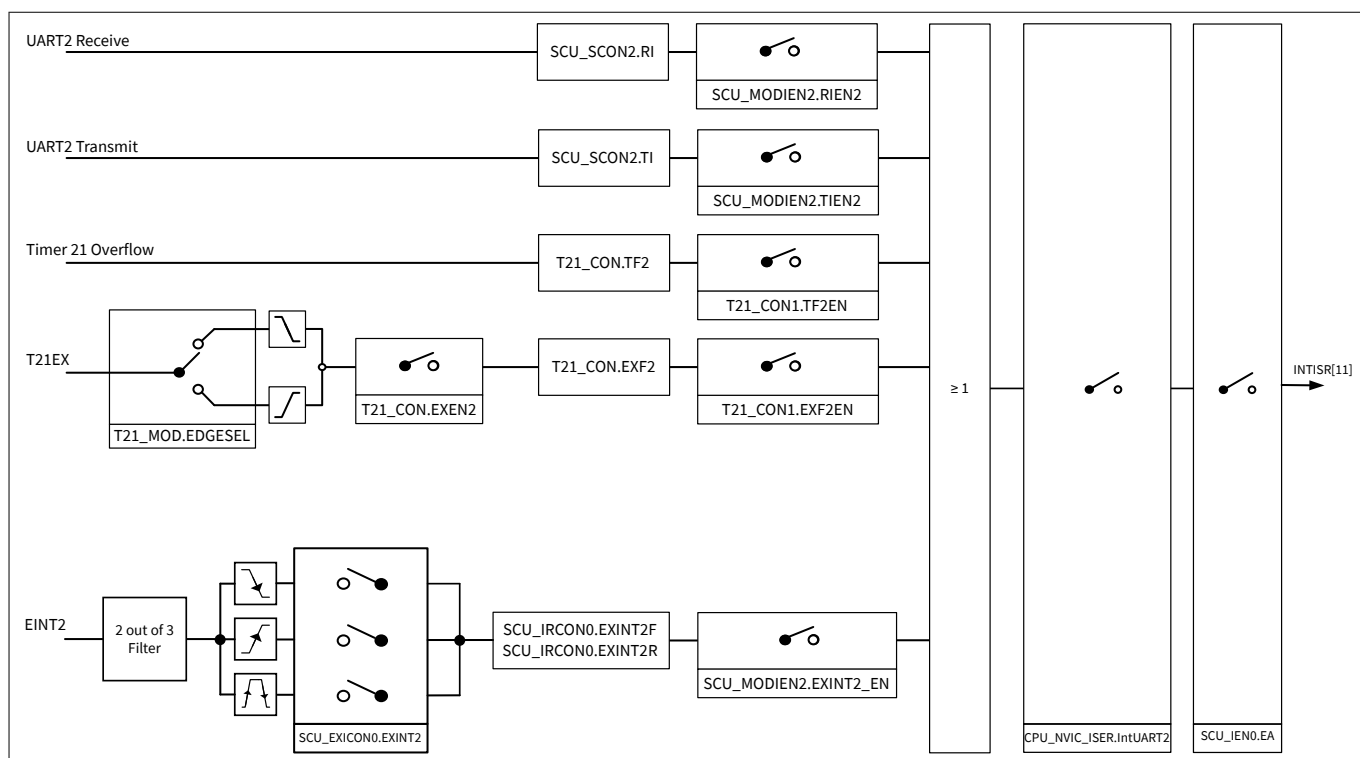 UART2 Receive
SCU_SCON2.RI
SCU_MODIEN2.RIEN2
UART2 Transmit
SCU_SCON2.TI
SCU_MODIEN2.TIEN2
Timer 21 Overflow
T21_CON.TF2
T21_CON1.TF2EN
T21EX
T21_MOD.EDGESEL
T21_CON.EXEN2
T21_CON.EXF2
T21_CON1.EXF2EN
≥ 1
INTISR[11]
EINT2
2 out of 3
Filter
SCU_EXICON0.EXINT2
SCU_IRCON0.EXINT2F
SCU_IRCON0.EXINT2R
SCU_MODIEN2.EXINT2_EN
CPU_NVIC_ISER.IntUART2
SCU_IEN0.EA